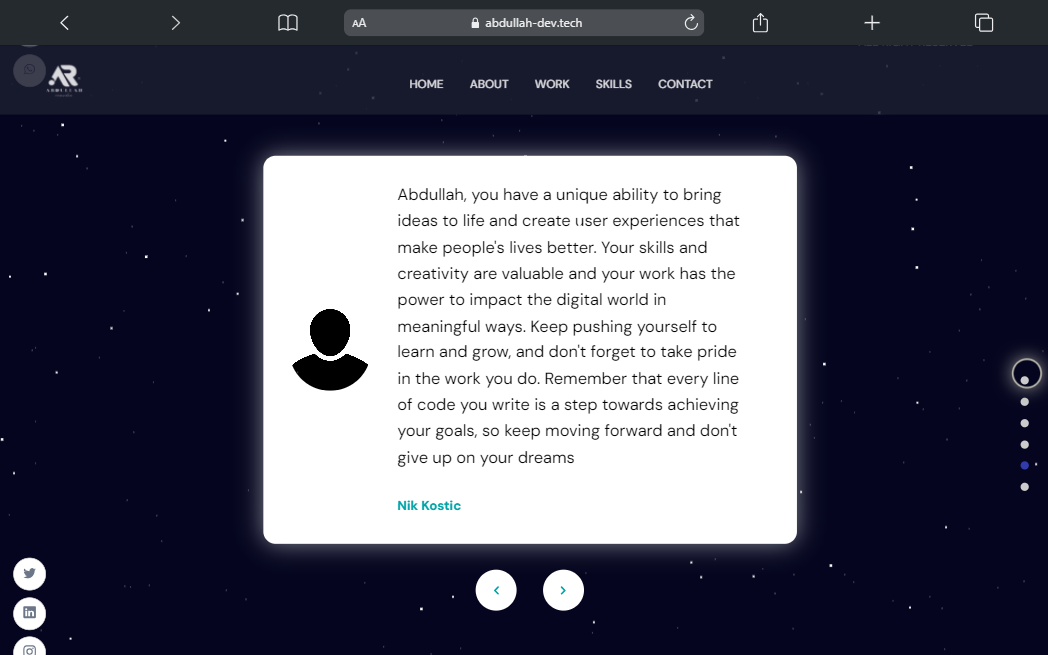 AA abdullah-dev.tech
AR
ABDULLAH
HOME ABOUT WORK SKILLS CONTACT
Abdullah, you have a unique ability to bring
ideas to life and create user experiences that
make people's lives better. Your skills and
creativity are valuable and your work has the
power to impact the digital world in
meaningful ways. Keep pushing yourself to
learn and grow, and don't forget to take pride
in the work you do. Remember that every line
of code you write is a step towards achieving
your goals, so keep moving forward and don't
give up on your dreams
Nik Kostic